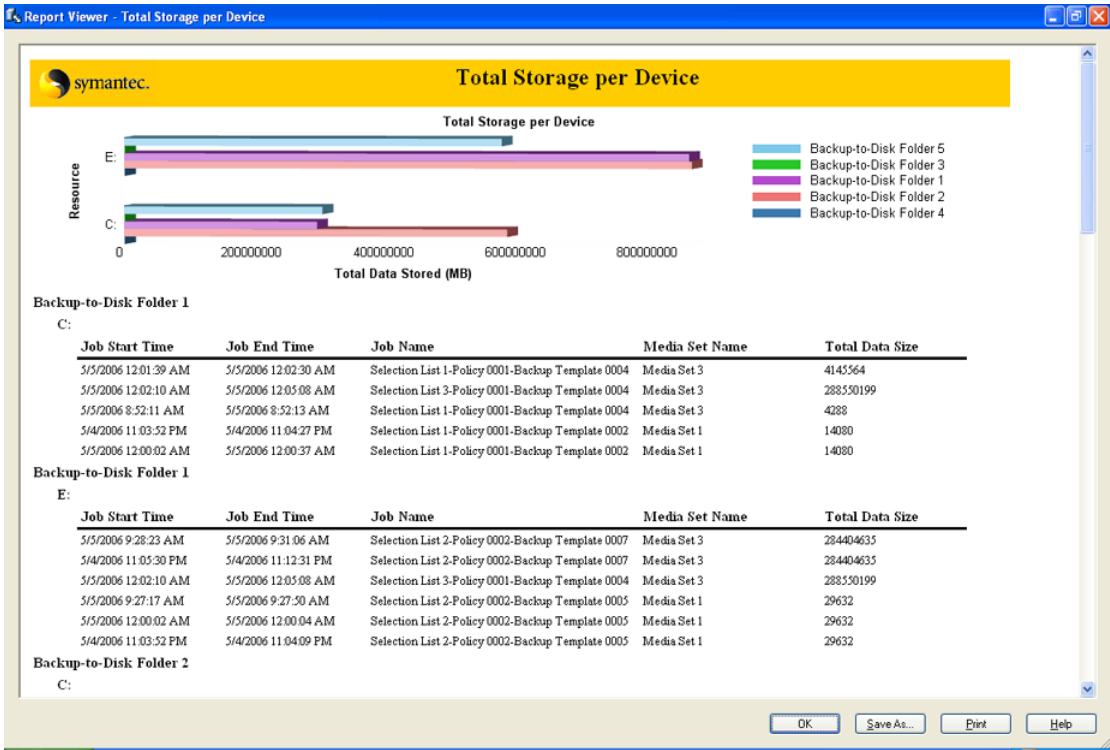 Report Viewer - Total Storage per Device
symantec.
Total Storage per Device
Total Storage per Device
Resource
E:
C:
0 200000000 400000000 600000000 800000000
Total Data Stored (MB)
Backup-to-Disk Folder 5
Backup-to-Disk Folder 3
Backup-to-Disk Folder 1
Backup-to-Disk Folder 2
Backup-to-Disk Folder 4
Backup-to-Disk Folder 1
C:
Job Start Time Job End Time Job Name Media Set Name Total Data Size
5/5/2006 12:01:39 AM 5/5/2006 12:02:30 AM Selection List 1-Policy 0001-Backup Template 0004 Media Set 3 4145564
5/5/2006 12:02:10 AM 5/5/2006 12:05:08 AM Selection List 3-Policy 0001-Backup Template 0004 Media Set 3 288550199
5/5/2006 8:52:11 AM 5/5/2006 8:52:13 AM Selection List 1-Policy 0001-Backup Template 0004 Media Set 3 4288
5/4/2006 11:03:52 PM 5/4/2006 11:04:27 PM Selection List 1-Policy 0001-Backup Template 0002 Media Set 1 14080
5/5/2006 12:00:02 AM 5/5/2006 12:00:37 AM Selection List 1-Policy 0001-Backup Template 0002 Media Set 1 14080
Backup-to-Disk Folder 1
E:
Job Start Time Job End Time Job Name Media Set Name Total Data Size
5/5/2006 9:28:23 AM 5/5/2006 9:31:06 AM Selection List 2-Policy 0002-Backup Template 0007 Media Set 3 284404635
5/4/2006 11:05:30 PM 5/4/2006 11:12:31 PM Selection List 2-Policy 0002-Backup Template 0007 Media Set 3 284404635
5/5/2006 12:02:10 AM 5/5/2006 12:05:08 AM Selection List 3-Policy 0001-Backup Template 0004 Media Set 3 288550199
5/5/2006 9:27:17 AM 5/5/2006 9:27:50 AM Selection List 2-Policy 0002-Backup Template 0005 Media Set 1 29632
5/5/2006 12:00:02 AM 5/5/2006 12:00:04 AM Selection List 2-Policy 0002-Backup Template 0005 Media Set 1 29632
5/4/2006 11:03:52 PM 5/4/2006 11:04:09 PM Selection List 2-Policy 0002-Backup Template 0005 Media Set 1 29632
Backup-to-Disk Folder 2
C:
OK Save As... Print Help